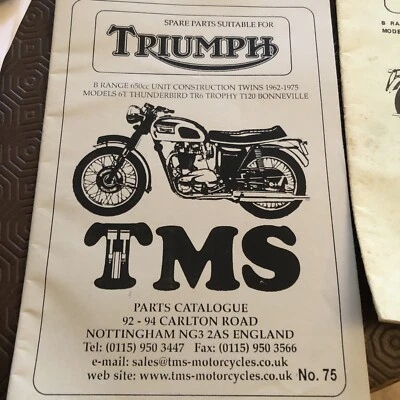 SPARE PARTS SUITABLE FOR
TRIUMPH
B RANGE 650cc UNIT CONSTRUCTION TWINS 1962-1975
MODELS 6T THUNDERBIRD TR6 TROPHY T120 BONNEVILLE
TMS
PARTS CATALOGUE
92 - 94 CARLTON ROAD
NOTTINGHAM NG3 2AS ENGLAND
Tel: (0115) 950 3447 Fax: (0115) 950 3566
e-mail: sales@tms-motorcycles.co.uk
web site: www.tms-motorcycles.co.uk No. 75
B RA
MODE